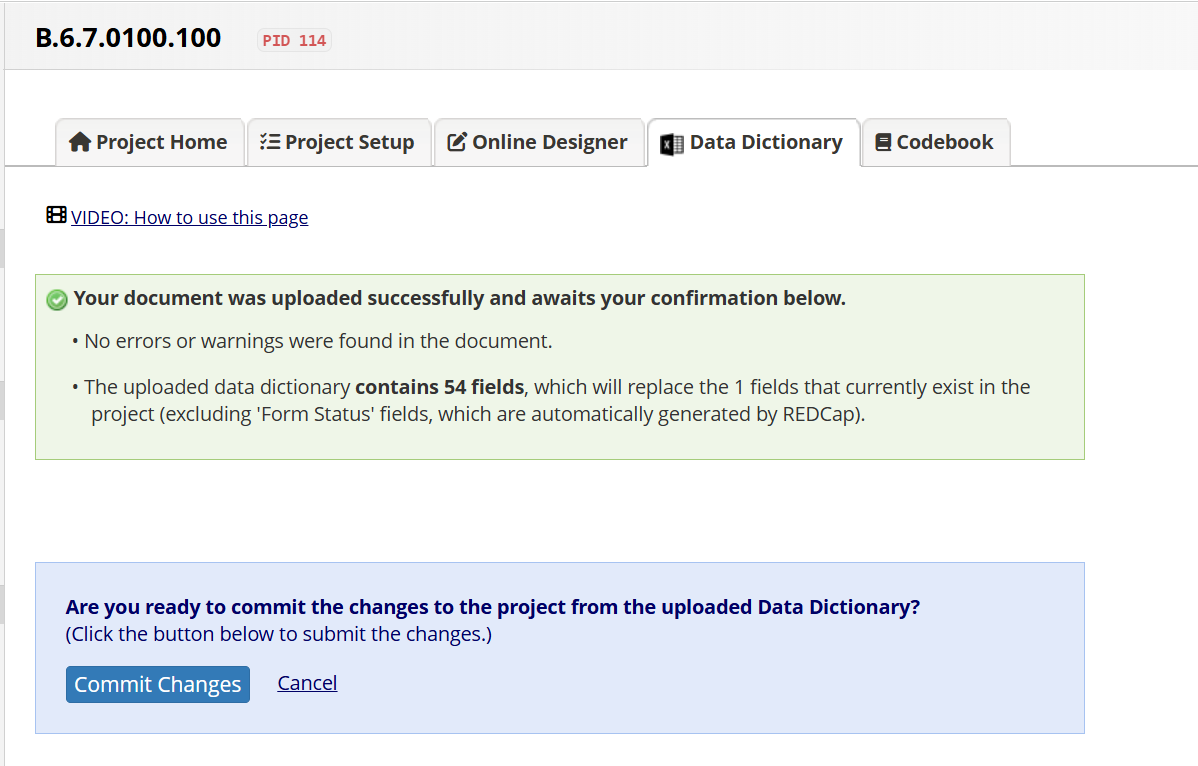 B.6.7.0100.100 PID 114
Project Home Project Setup Online Designer Data Dictionary Codebook
VIDEO: How to use this page
Your document was uploaded successfully and awaits your confirmation below.
• No errors or warnings were found in the document.
• The uploaded data dictionary contains 54 fields, which will replace the 1 fields that currently exist in the
project (excluding 'Form Status' fields, which are automatically generated by REDCap).
Are you ready to commit the changes to the project from the uploaded Data Dictionary?
(Click the button below to submit the changes.)
Commit Changes Cancel